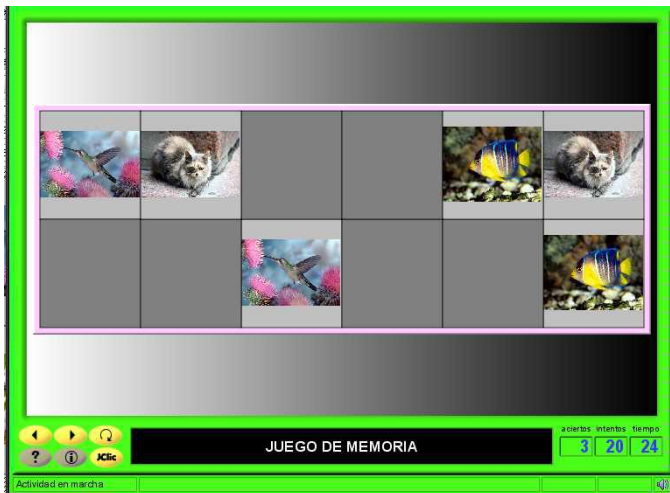 aciertos intentos tiempo
3 20 24
? i JClic
JUEGO DE MEMORIA
Actividad en marcha